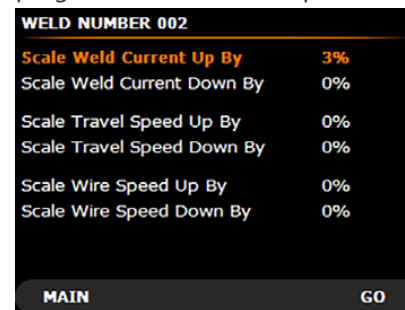 WELD NUMBER 002
Scale Weld Current Up By 3%
Scale Weld Current Down By 0%
Scale Travel Speed Up By 0%
Scale Travel Speed Down By 0%
Scale Wire Speed Up By 0%
Scale Wire Speed Down By 0%
MAIN GO